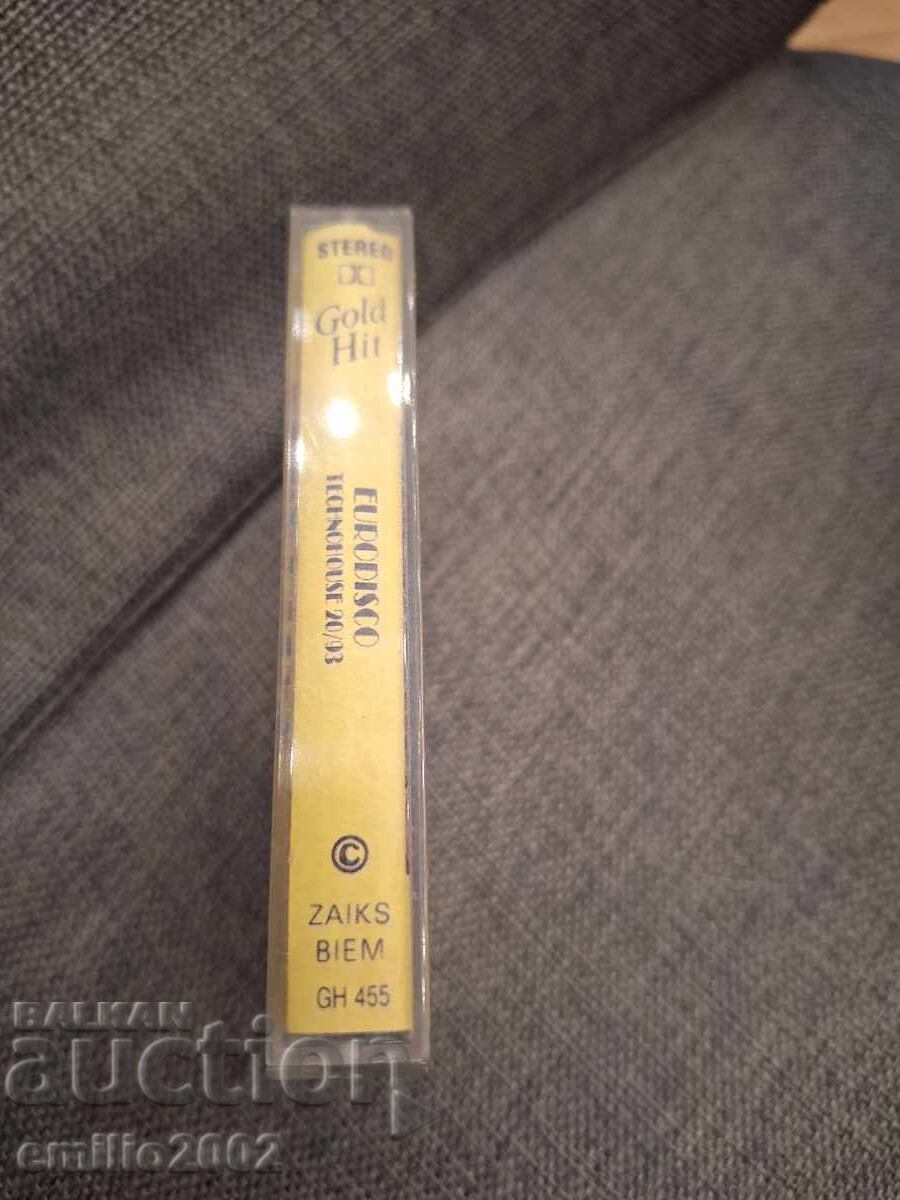 STEREO
Gold
Hit
EURODISCO
TECHNOHOUSE 20/93
©
ZAIKS
BIEM
GH 455
BALKAN
auction
emilio2002